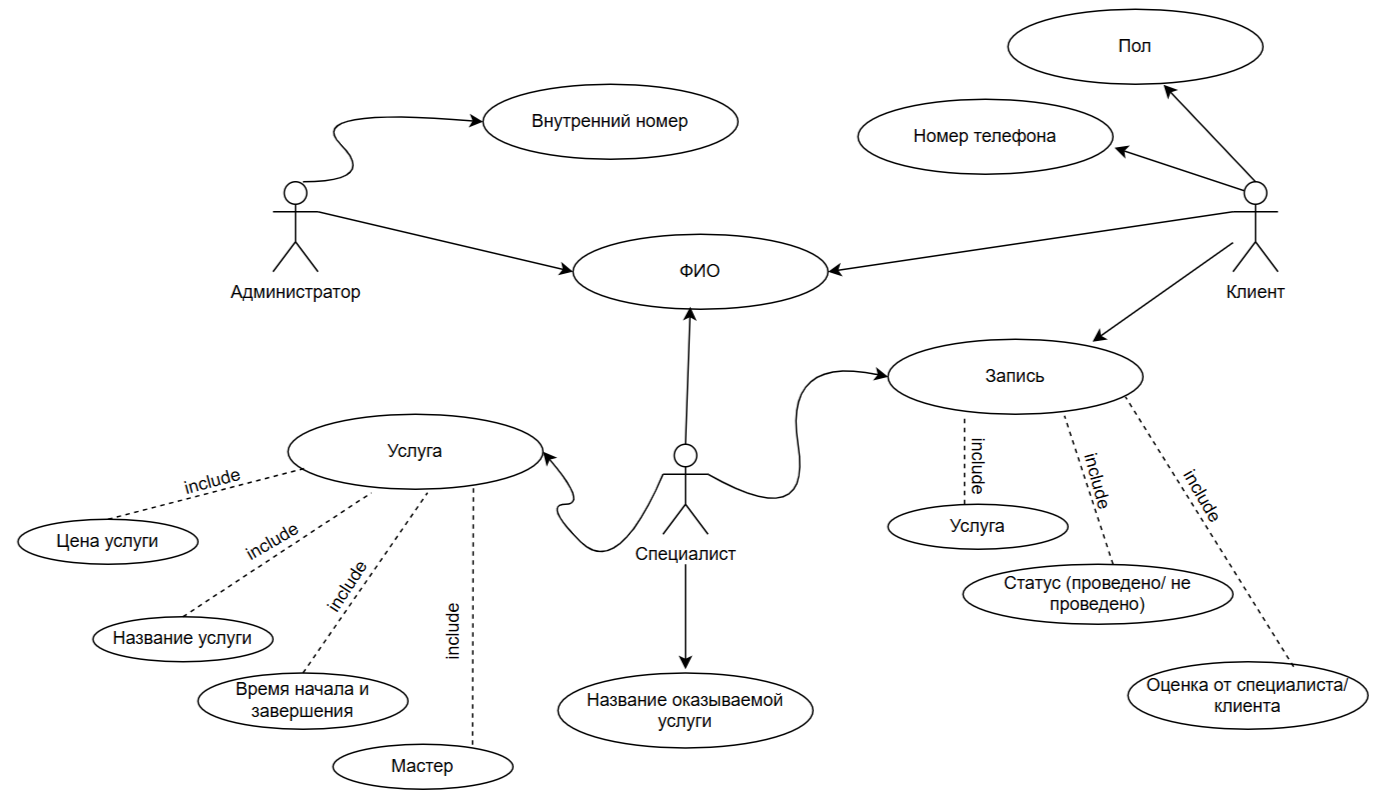 Пол
Внутренний номер
Номер телефона
ФИО
Администратор
Клиент
Запись
Услуга
include
include
include
include
Цена услуги
include
include
include
Услуга
Специалист
Статус (проведено/ не
проведено)
Название услуги
Время начала и
завершения
Название оказываемой
услуги
Оценка от специалиста/
клиента
Мастер